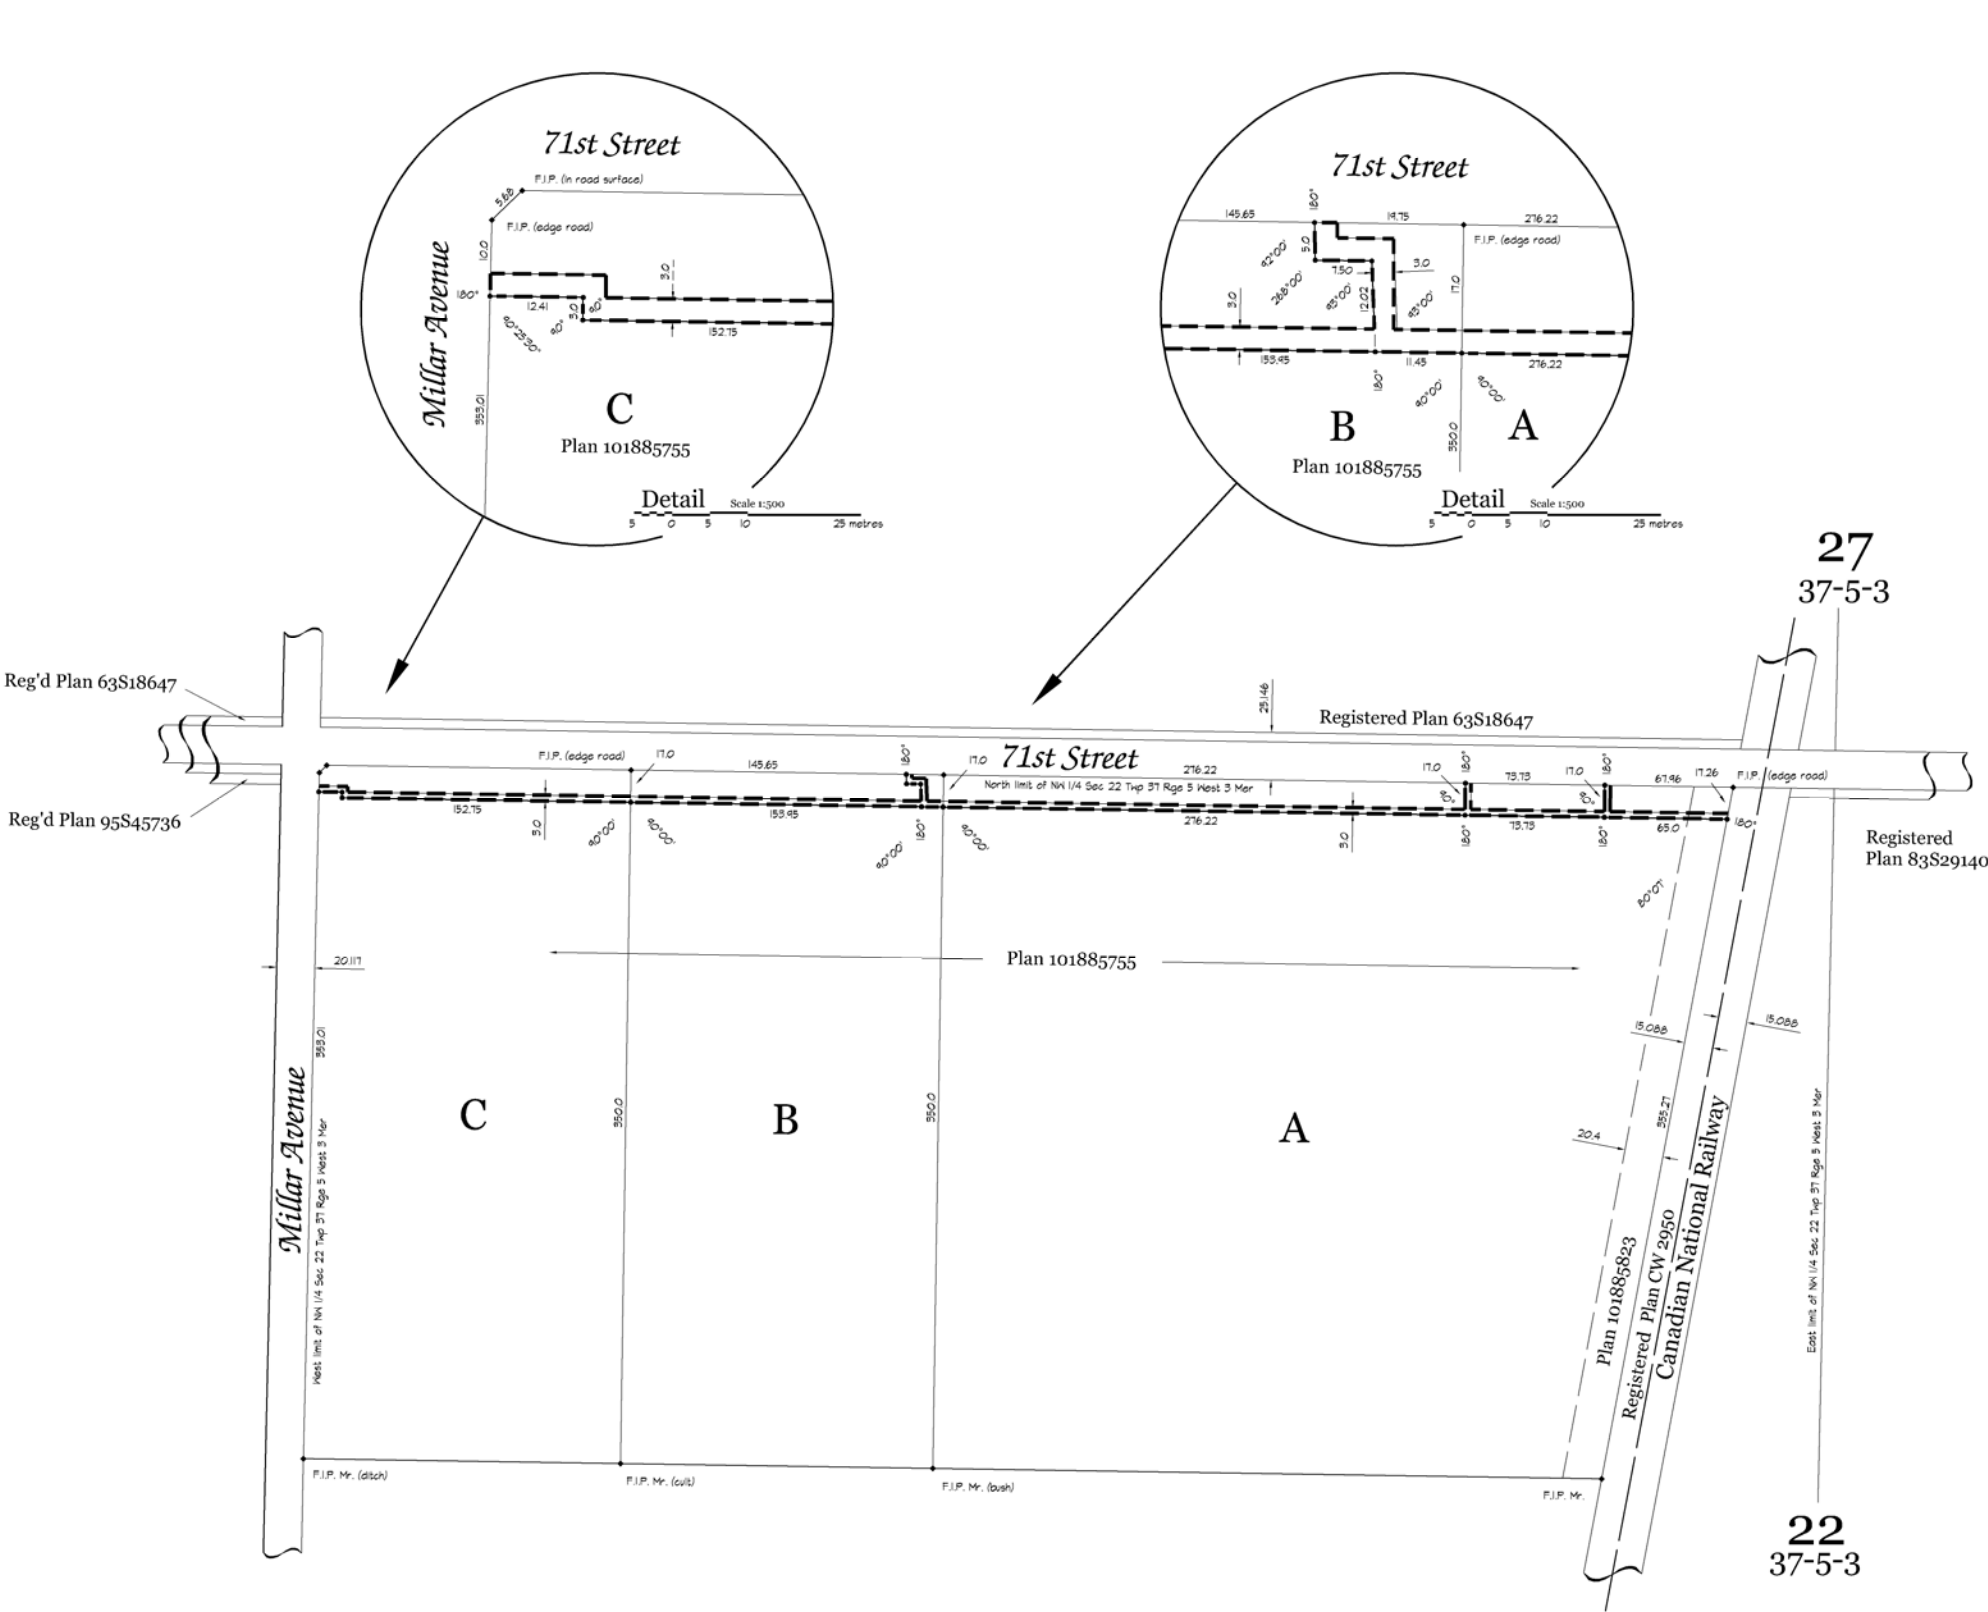 71st Street
F.I.P. (in road surface)
5.68
F.I.P. (edge road)
10.0
Millar Avenue
180°
12.41
3.0
90°
90°
90°25'30"
3.0
152.75
353.01
C
Plan 101885755
Detail
Scale 1:500
5 0 5 10 25 metres
71st Street
180°
145.65
19.75
276.22
F.I.P. (edge road)
5.0
92°00'
7.50
3.0
268°00'
12.02
17.0
3.0
153.95
11.45
276.22
180°
90°00'
90°00'
B
A
350.0
Plan 101885755
Detail
Scale 1:500
5 0 5 10 25 metres
27
37-5-3
Reg'd Plan 63S18647
25.146
Registered Plan 63S18647
F.I.P. (edge road)
17.0
145.65
180°
17.0
71st Street
276.22
North limit of NW 1/4 Sec 22 Twp 37 Rge 5 West 3 Mer
17.0
180°
73.73
17.0
180°
67.96
17.26
F.I.P. (edge road)
90°
90°
Reg'd Plan 95S45736
152.75
3.0
90°00'
90°00'
153.95
180°
90°00'
90°00'
276.22
3.0
180°
73.73
180°
65.0
180°
Registered
Plan 83S29140
80°07'
Plan 101885755
20.117
353.01
15.088
15.088
C
B
A
350.0
350.0
355.27
20.4
Millar Avenue
West limit of NW 1/4 Sec 22 Twp 37 Rge 5 West 3 Mer
Plan 101885823
Registered Plan CW 2950
Canadian National Railway
East limit of NW 1/4 Sec 22 Twp 37 Rge 5 West 3 Mer
F.I.P. Mr. (ditch)
F.I.P. Mr. (cult)
F.I.P. Mr. (bush)
F.I.P. Mr.
22
37-5-3